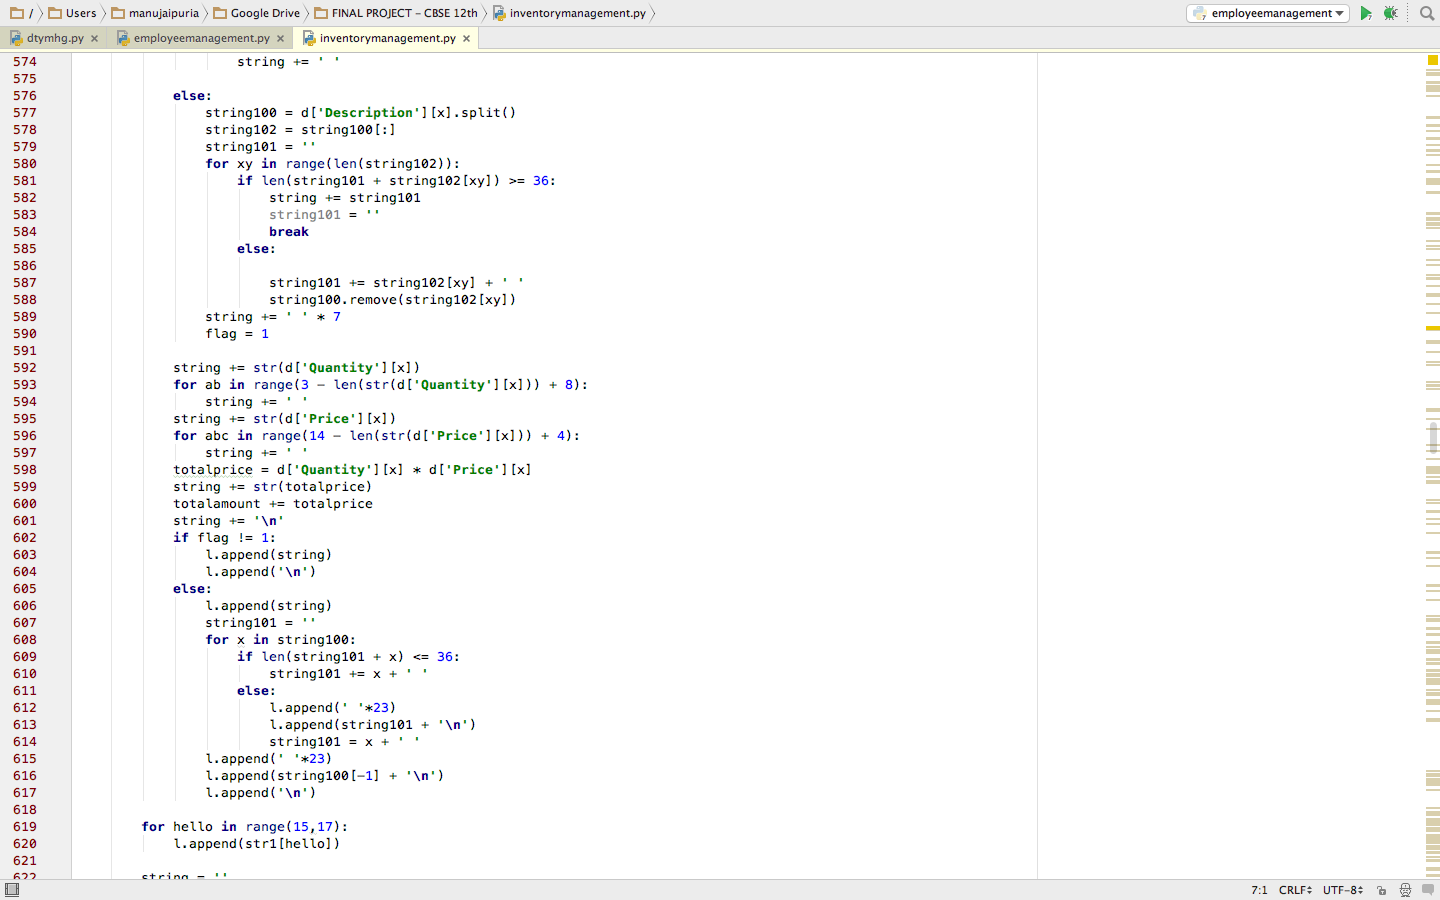 / Users manujaipuria Google Drive FINAL PROJECT – CBSE 12th inventorymanagement.py employeemanagement
dtymhg.py × employeemanagement.py × inventorymanagement.py ×
574 string += ' '
575
576 else:
577 string100 = d['Description'][x].split()
578 string102 = string100[:]
579 string101 = ''
580 for xy in range(len(string102)):
581 if len(string101 + string102[xy]) >= 36:
582 string += string101
583 string101 = ''
584 break
585 else:
586
587 string101 += string102[xy] + ' '
588 string100.remove(string102[xy])
589 string += ' ' * 7
590 flag = 1
591
592 string += str(d['Quantity'][x])
593 for ab in range(3 - len(str(d['Quantity'][x])) + 8):
594 string += ' '
595 string += str(d['Price'][x])
596 for abc in range(14 - len(str(d['Price'][x])) + 4):
597 string += ' '
598 totalprice = d['Quantity'][x] * d['Price'][x]
599 string += str(totalprice)
600 totalamount += totalprice
601 string += '\n'
602 if flag != 1:
603 l.append(string)
604 l.append('\n')
605 else:
606 l.append(string)
607 string101 = ''
608 for x in string100:
609 if len(string101 + x) <= 36:
610 string101 += x + ' '
611 else:
612 l.append(' '*23)
613 l.append(string101 + '\n')
614 string101 = x + ' '
615 l.append(' '*23)
616 l.append(string100[-1] + '\n')
617 l.append('\n')
618
619 for hello in range(15,17):
620 l.append(str1[hello])
621
622 string = ''
7:1 CRLF UTF-8